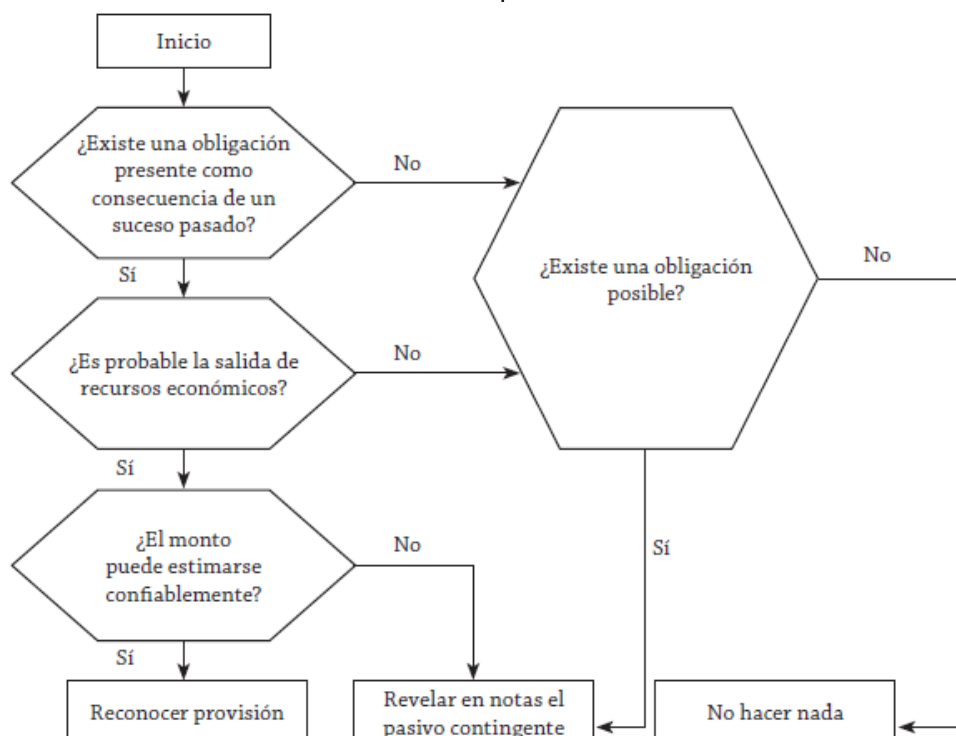 Inicio
¿Existe una obligación
presente como
consecuencia de un
suceso pasado?
No
¿Existe una obligación
posible?
No
Sí
¿Es probable la salida de
recursos económicos?
No
Sí
¿El monto
puede estimarse
confiablemente?
No
Sí
Sí
Reconocer provisión
Revelar en notas el
pasivo contingente
No hacer nada